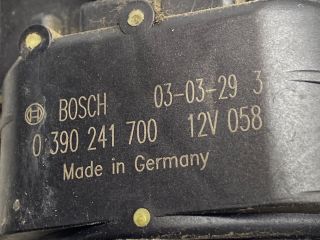 BOSCH 03-03-29 3
0 390 241 700 12V 058
Made in Germany